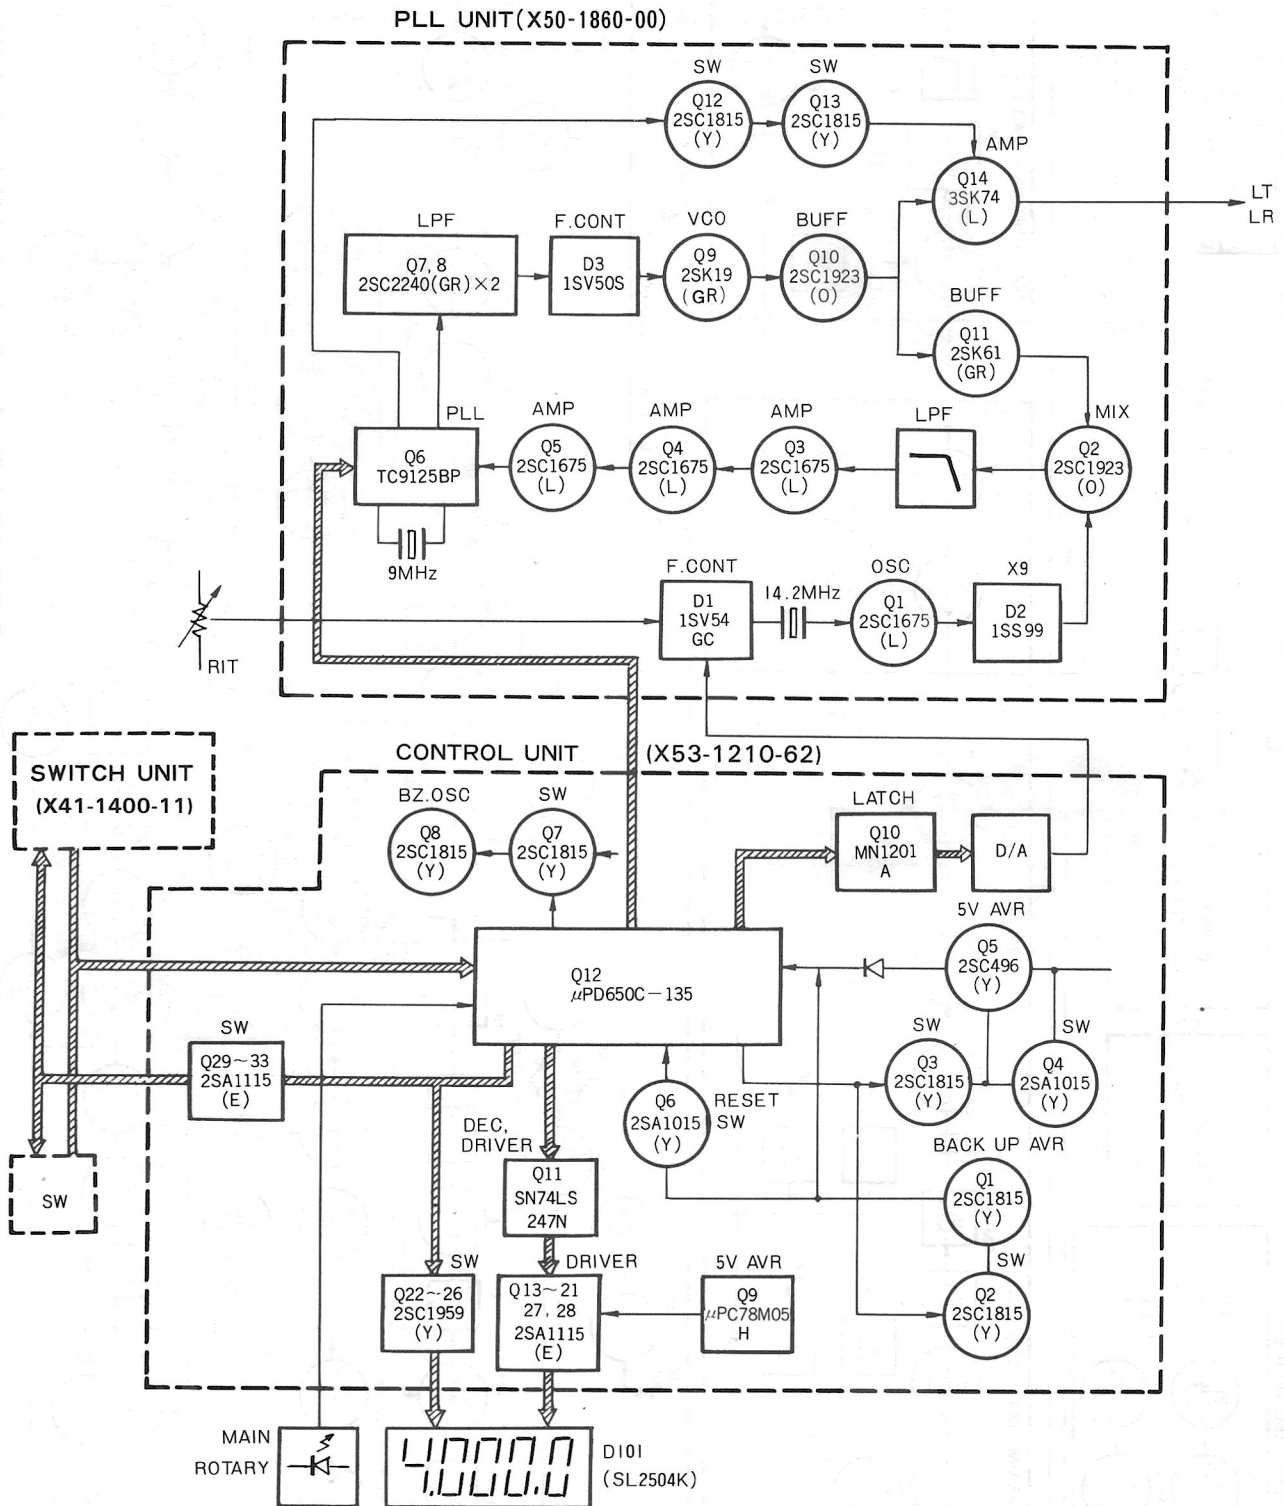 PLL UNIT(X50-1860-00)
SW
SW
Q12
2SC1815
(Y)
Q13
2SC1815
(Y)
AMP
Q14
3SK74
(L)
LT
LR
LPF
F.CONT
VCO
BUFF
Q7, 8
2SC2240(GR)×2
D3
1SV50S
Q9
2SK19
(GR)
Q10
2SC1923
(O)
BUFF
Q11
2SK61
(GR)
PLL
AMP
AMP
AMP
LPF
MIX
Q6
TC9125BP
Q5
2SC1675
(L)
Q4
2SC1675
(L)
Q3
2SC1675
(L)
Q2
2SC1923
(O)
9MHz
F.CONT
14.2MHz
OSC
X9
D1
1SV54
GC
Q1
2SC1675
(L)
D2
1SS99
RIT
SWITCH UNIT
(X41-1400-11)
CONTROL UNIT (X53-1210-62)
BZ.OSC
SW
LATCH
Q8
2SC1815
(Y)
Q7
2SC1815
(Y)
Q10
MN1201
A
D/A
5V AVR
Q5
2SC496
(Y)
Q12
μPD650C-135
SW
Q29~33
2SA1115
(E)
SW
SW
Q3
2SC1815
(Y)
Q4
2SA1015
(Y)
Q6
2SA1015
(Y)
RESET
SW
DEC,
DRIVER
Q11
SN74LS
247N
BACK UP AVR
Q1
2SC1815
(Y)
SW
SW
Q2
2SC1815
(Y)
SW
Q22~26
2SC1959
(Y)
DRIVER
Q13~21
27, 28
2SA1115
(E)
5V AVR
Q9
μPC78M05
H
MAIN
ROTARY
4.000.0
D101
(SL2504K)